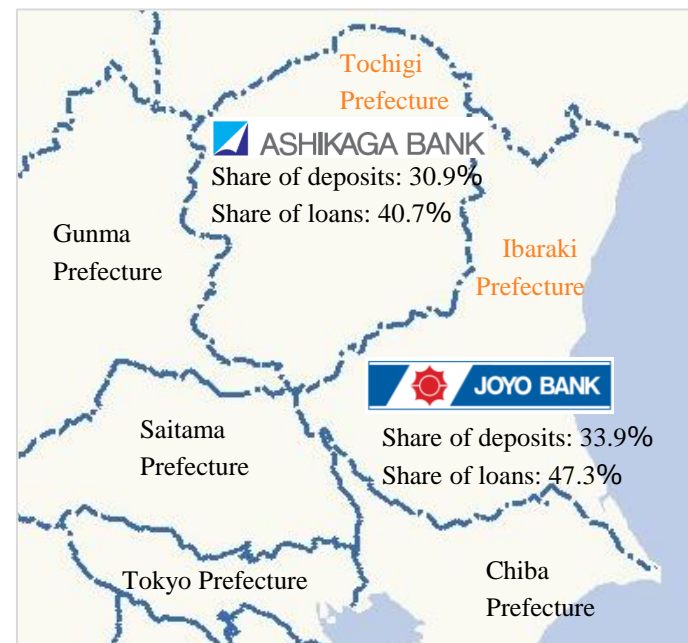 Tochigi
Prefecture
ASHIKAGA BANK
Share of deposits: 30.9%
Share of loans: 40.7%
Gunma
Prefecture
Ibaraki
Prefecture
JOYO BANK
Share of deposits: 33.9%
Share of loans: 47.3%
Saitama
Prefecture
Tokyo Prefecture
Chiba
Prefecture